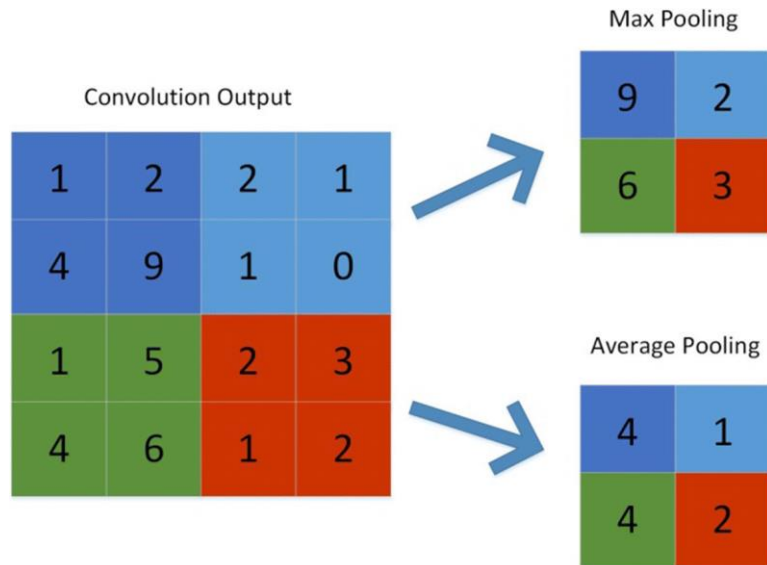 Convolution Output
1 2 2 1
4 9 1 0
1 5 2 3
4 6 1 2
Max Pooling
9 2
6 3
Average Pooling
4 1
4 2